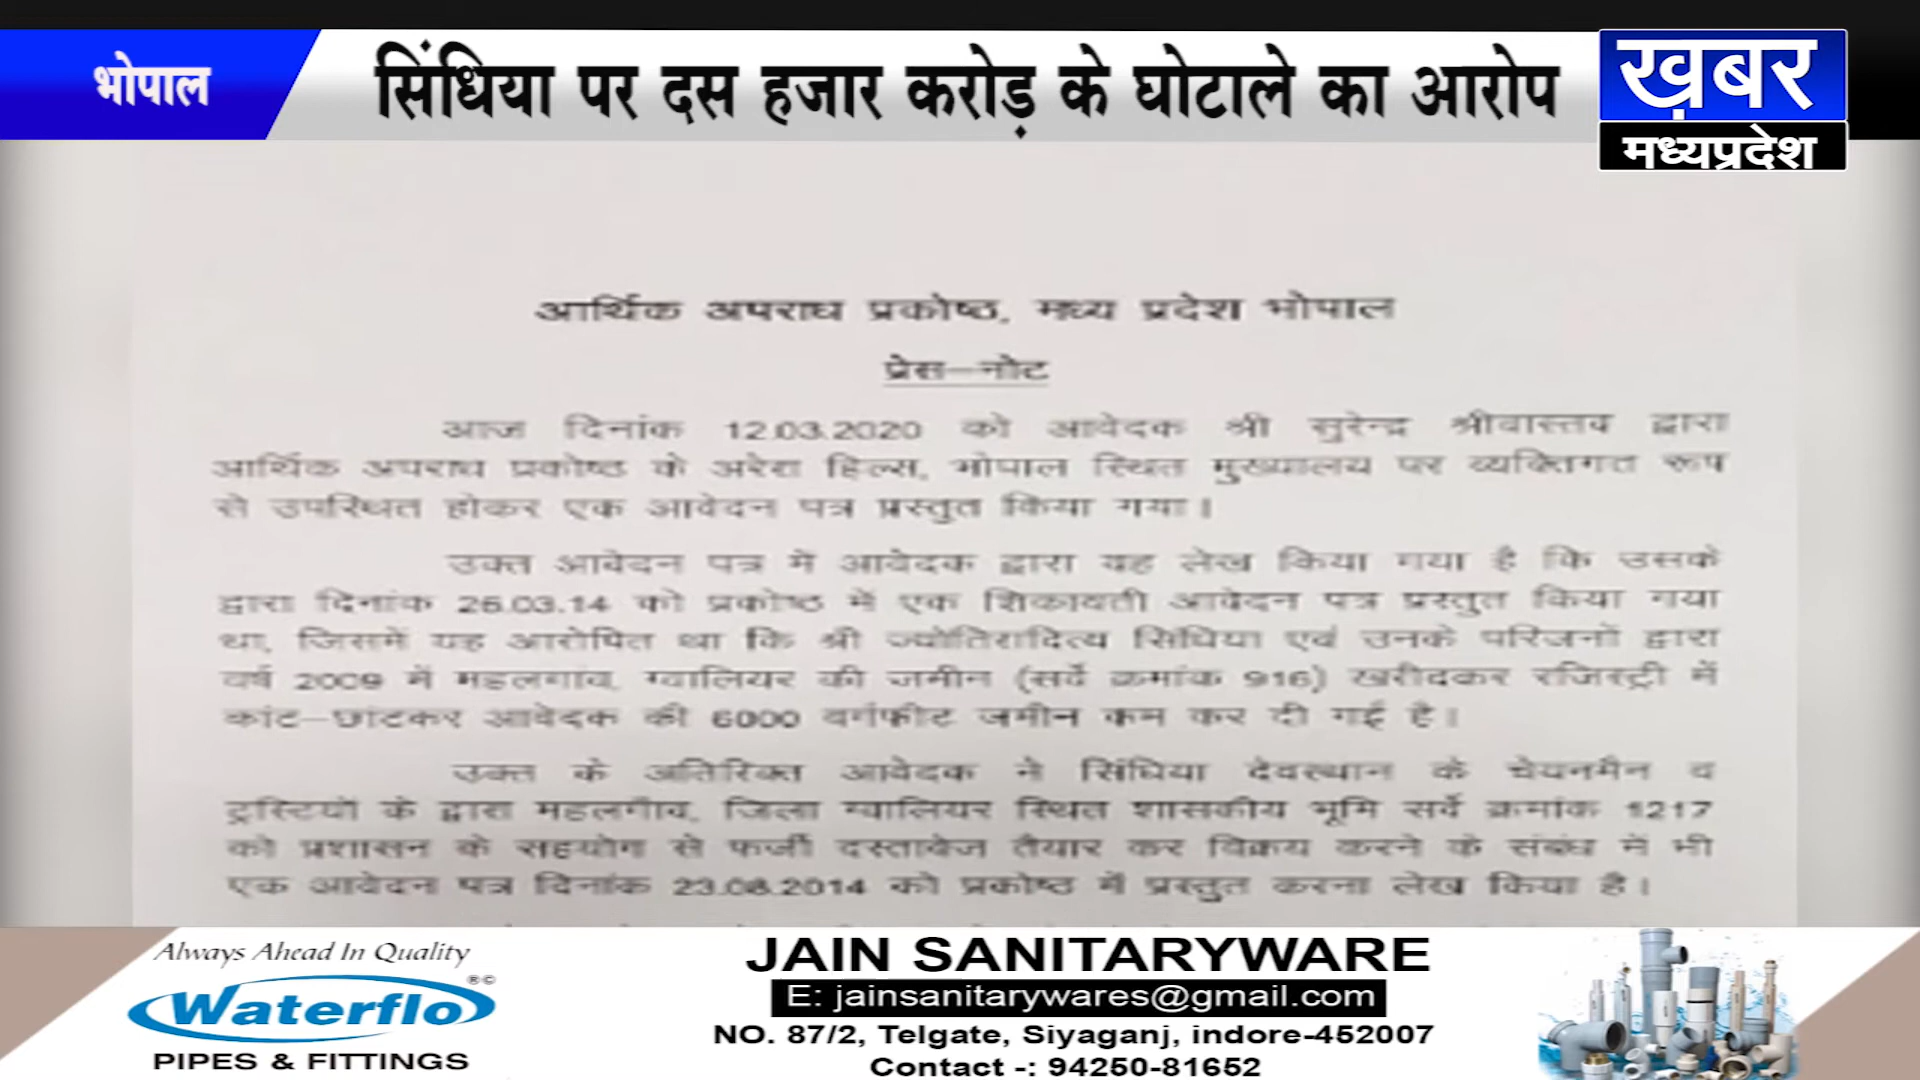 भोपाल
सिंधिया पर दस हजार करोड़ के घोटाले का आरोप
ख़बर
मध्यप्रदेश
आर्थिक अपराध प्रकोष्ठ, मध्य प्रदेश भोपाल
प्रेस–नोट
आज दिनांक 12.03.2020 को आवेदक श्री सुरेन्द्र श्रीवास्तव द्वारा
आर्थिक अपराध प्रकोष्ठ के अरेरा हिल्स, भोपाल स्थित मुख्यालय पर व्यक्तिगत रूप
से उपस्थित होकर एक आवेदन पत्र प्रस्तुत किया गया।
उक्त आवेदन पत्र में आवेदक द्वारा यह लेख किया गया है कि उसके
द्वारा दिनांक 26.03.14 को प्रकोष्ठ में एक शिकायती आवेदन पत्र प्रस्तुत किया गया
था, जिसमें यह आरोपित था कि श्री ज्योतिरादित्य सिंधिया एवं उनके परिजनों द्वारा
वर्ष 2009 में महलगांव, ग्वालियर की जमीन (सर्वे क्रमांक 916) खरीदकर रजिस्ट्री में
कांट–छांटकर आवेदक की 6000 वर्गफीट जमीन कम कर दी गई है।
उक्त के अतिरिक्त आवेदक ने सिंधिया देवस्थान के चेयनमैन व
ट्रस्टियों के द्वारा महलगाँव, जिला ग्वालियर स्थित शासकीय भूमि सर्वे क्रमांक 1217
को प्रशासन के सहयोग से फर्जी दस्तावेज तैयार कर विक्रय करने के संबंध में भी
एक आवेदन पत्र दिनांक 23.08.2014 को प्रकोष्ठ में प्रस्तुत करना लेख किया है।
Always Ahead In Quality
Waterflo ®©
PIPES & FITTINGS
JAIN SANITARYWARE
E: jainsanitarywares@gmail.com
NO. 87/2, Telgate, Siyaganj, indore-452007
Contact -: 94250-81652